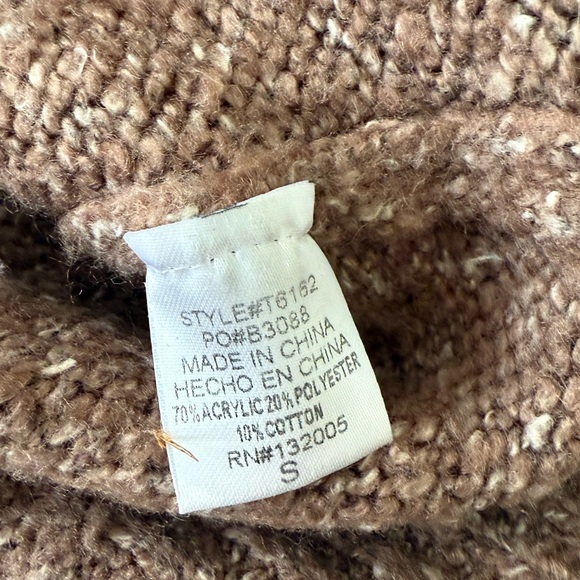 STYLE#T6162
PO#B3088
MADE IN CHINA
HECHO EN CHINA
70%ACRYLIC 20%POLYESTER
10%COTTON
RN#132005
S